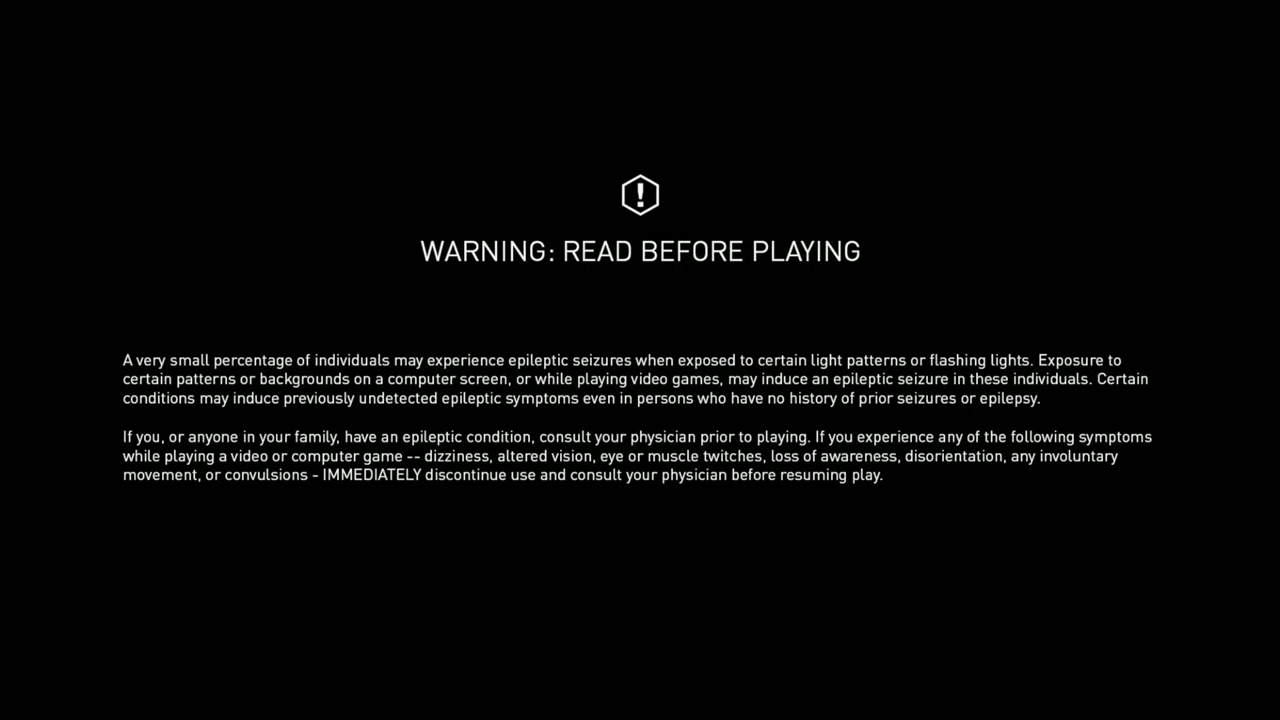 WARNING: READ BEFORE PLAYING
A very small percentage of individuals may experience epileptic seizures when exposed to certain light patterns or flashing lights. Exposure to
certain patterns or backgrounds on a computer screen, or while playing video games, may induce an epileptic seizure in these individuals. Certain
conditions may induce previously undetected epileptic symptoms even in persons who have no history of prior seizures or epilepsy.
If you, or anyone in your family, have an epileptic condition, consult your physician prior to playing. If you experience any of the following symptoms
while playing a video or computer game -- dizziness, altered vision, eye or muscle twitches, loss of awareness, disorientation, any involuntary
movement, or convulsions - IMMEDIATELY discontinue use and consult your physician before resuming play.